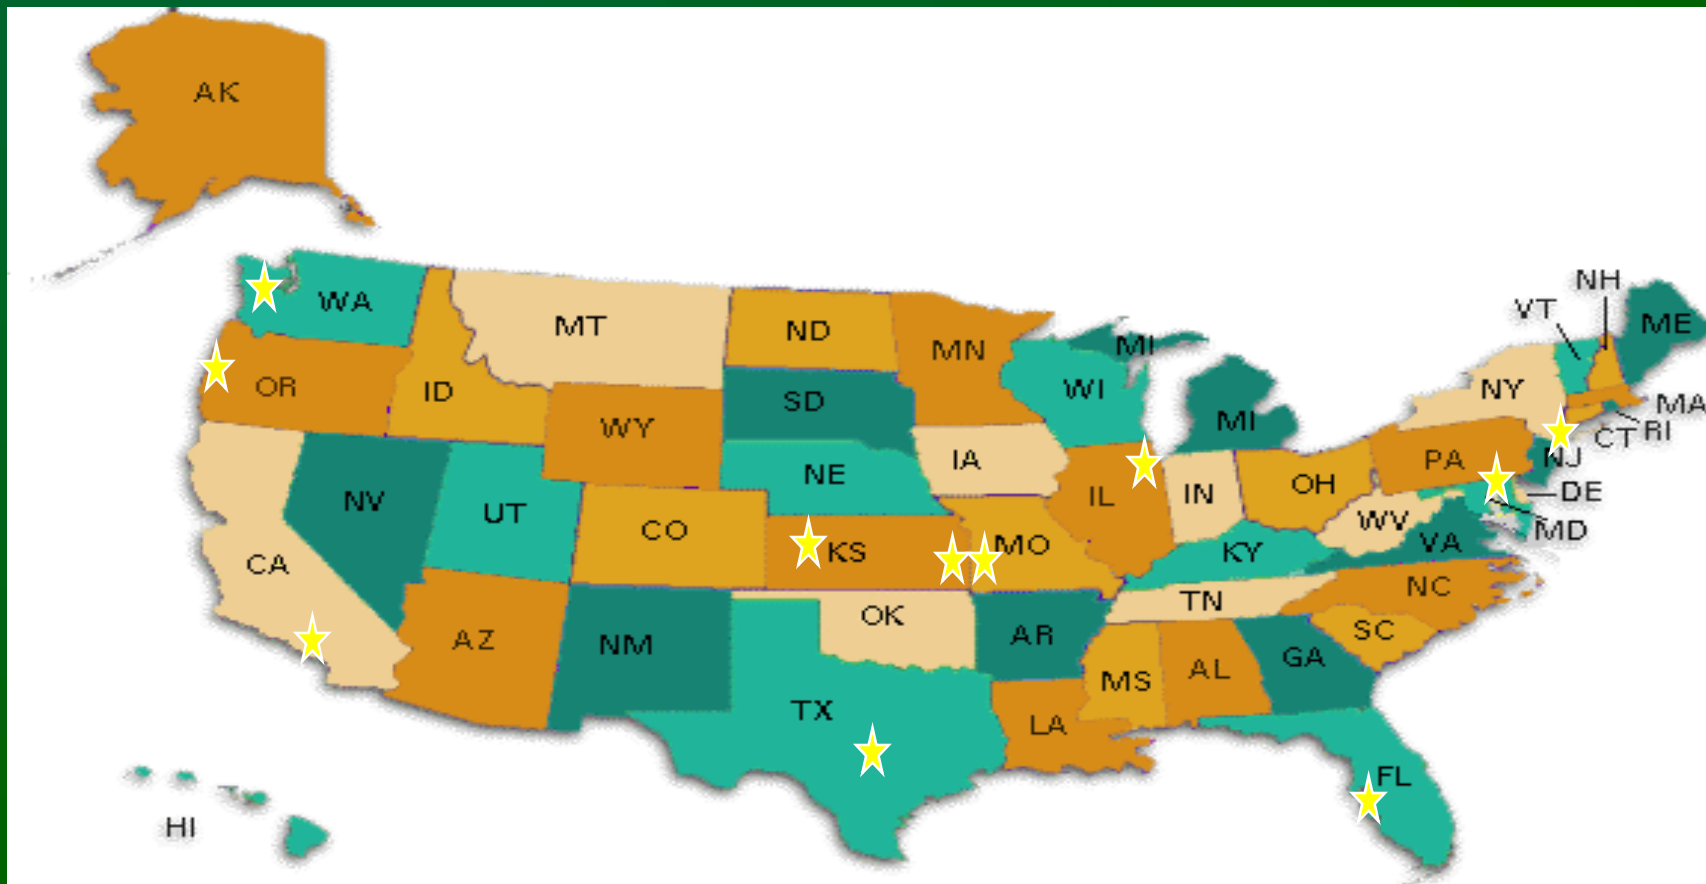 AK
NH
VT
ME
WA
MT
ND
MN
MI
OR
ID
SD
WI
NY
MA
WY
MI
CT
RI
NV
UT
NE
IA
IL
IN
OH
PA
NJ
DE
CO
KS
MO
WV
MD
VA
CA
KY
NC
AZ
NM
OK
AR
TN
SC
GA
TX
LA
MS
AL
FL
HI